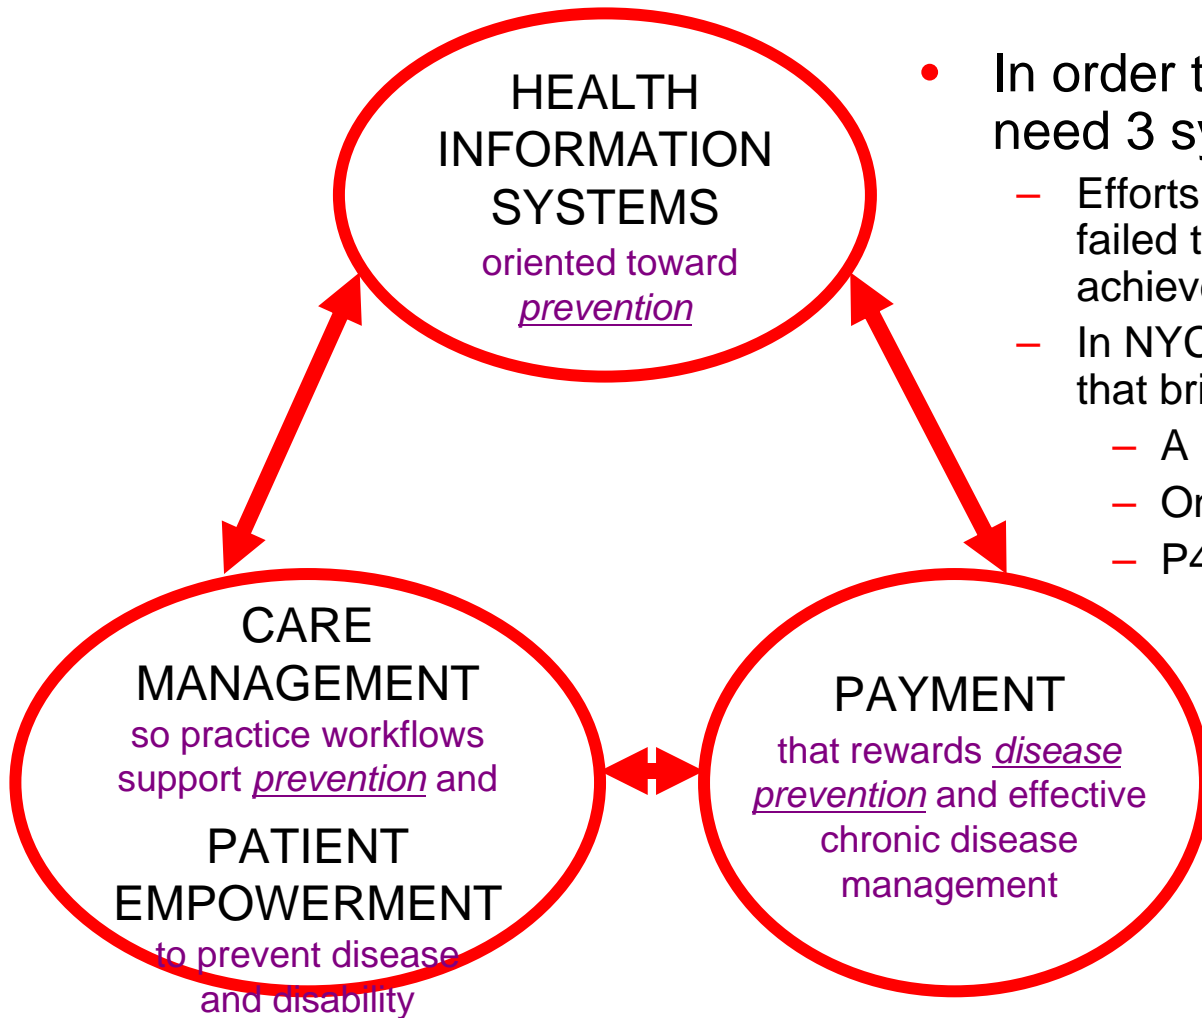 HEALTH
INFORMATION
SYSTEMS
oriented toward
prevention
CARE
MANAGEMENT
so practice workflows
support prevention and
PATIENT
EMPOWERMENT
to prevent disease
and disability
PAYMENT
that rewards disease
prevention and effective
chronic disease
management
• In order t
need 3 sy
– Efforts
failed t
achieve
– In NYC
that bri
– A
– Or
– P4